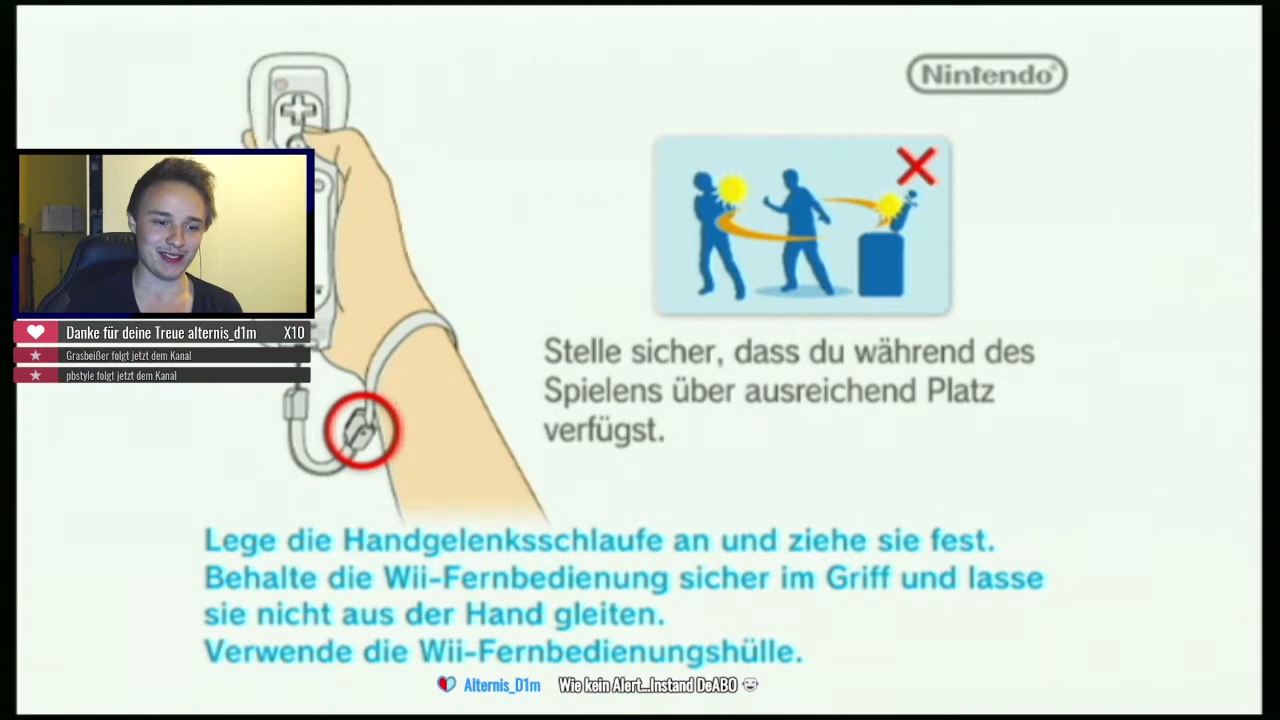 Nintendo®
Danke für deine Treue alternis_d1m X10
Grasbeißer folgt jetzt dem Kanal
pbstyle folgt jetzt dem Kanal
Stelle sicher, dass du während des
Spielens über ausreichend Platz
verfügst.
Lege die Handgelenksschlaufe an und ziehe sie fest.
Behalte die Wii-Fernbedienung sicher im Griff und lasse
sie nicht aus der Hand gleiten.
Verwende die Wii-Fernbedienungshülle.
Alternis_D1m Wie kein Alert...Instand DeABO